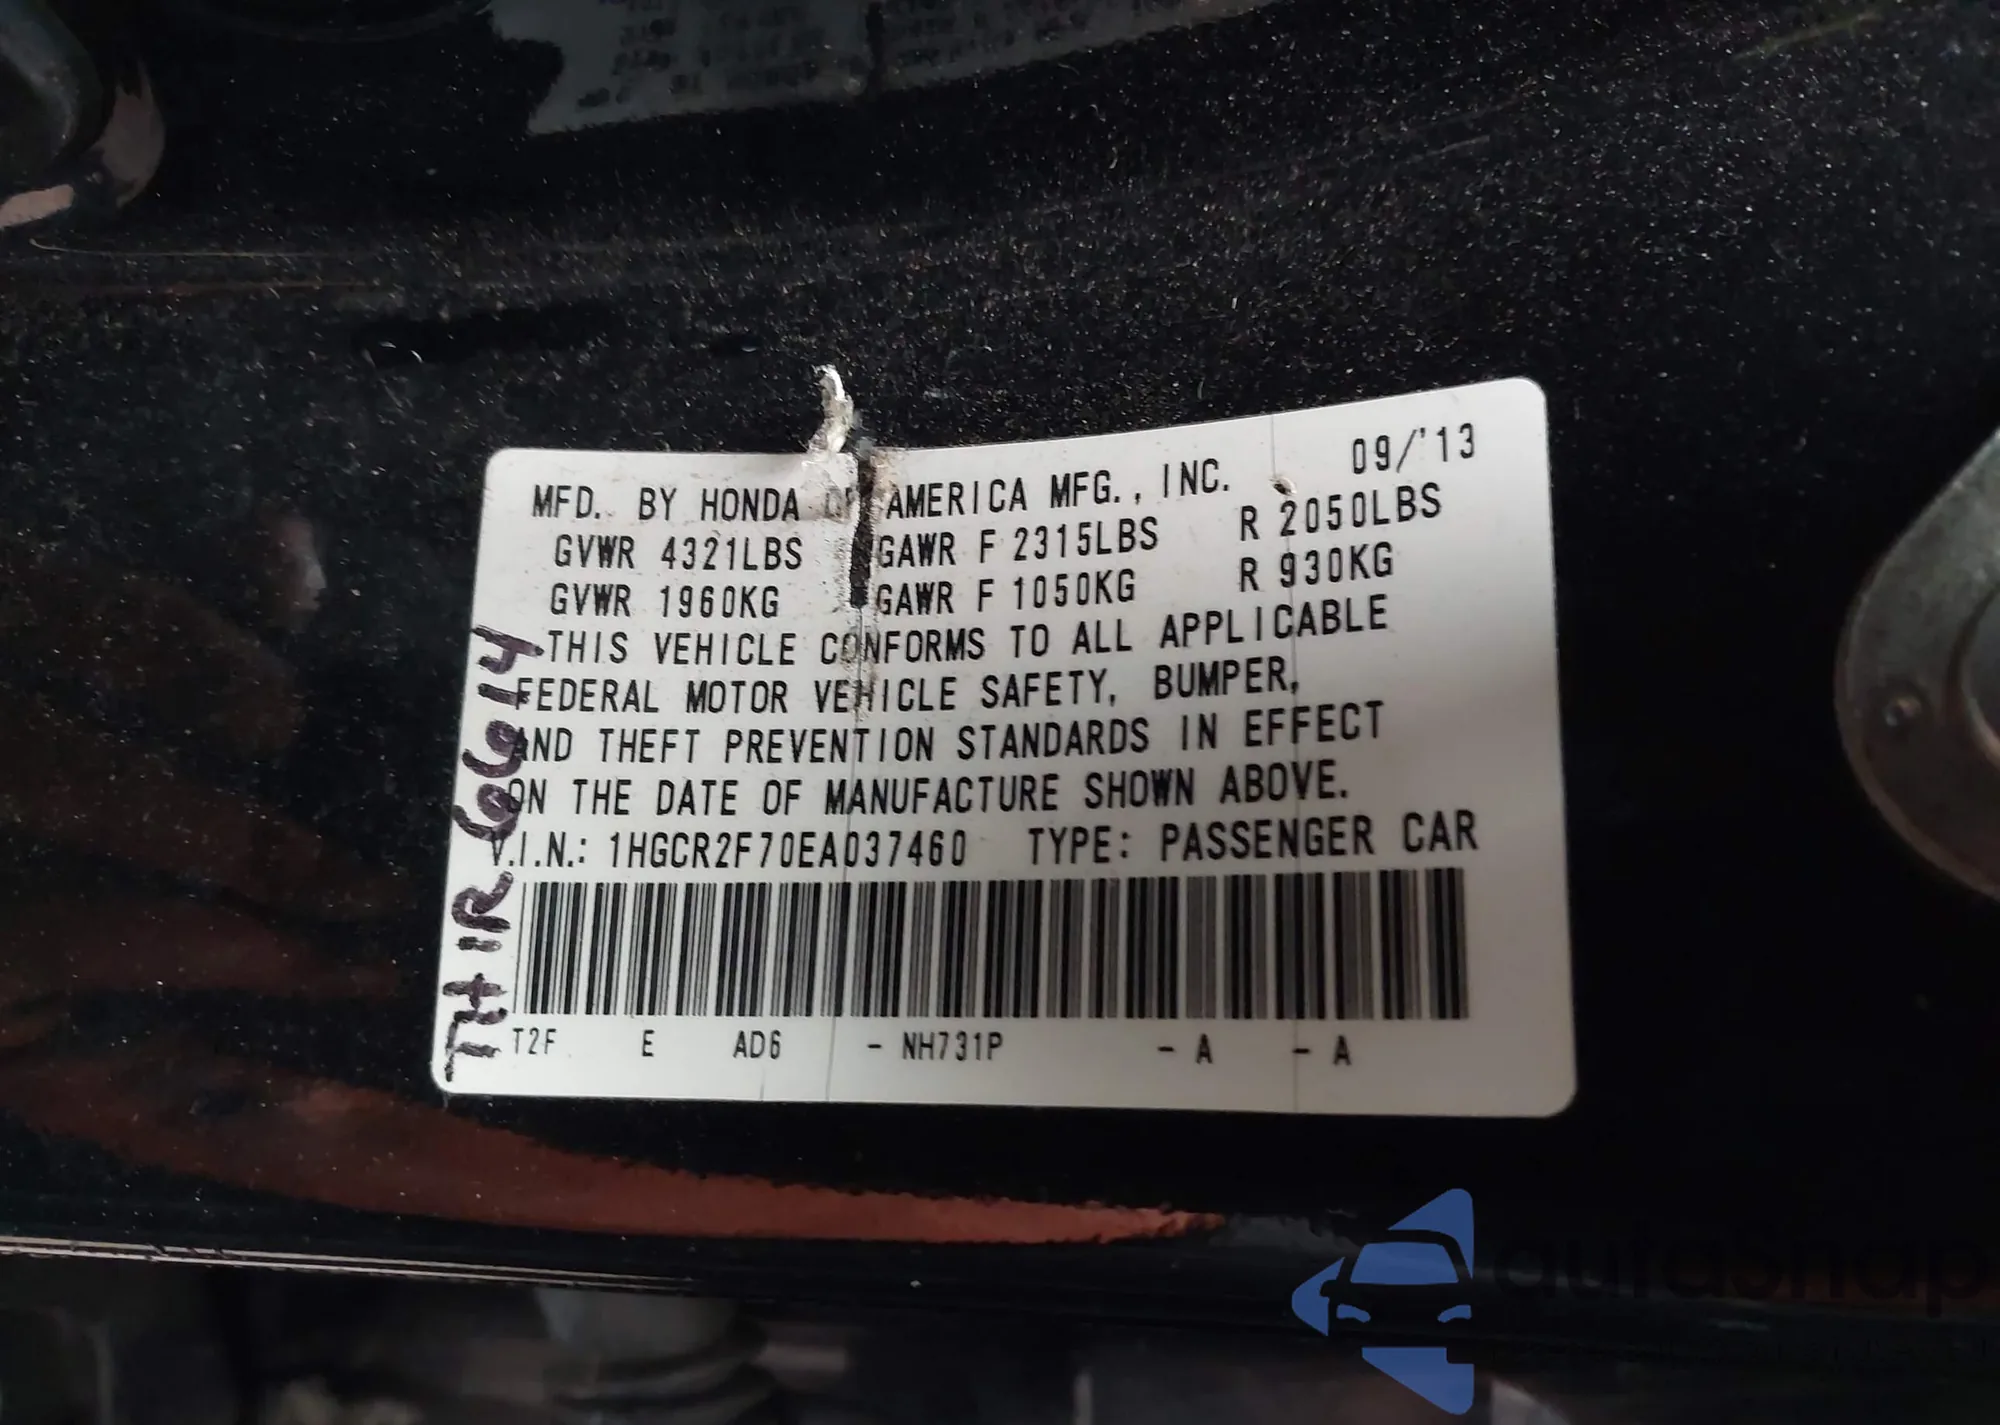 MFD. BY HONDA OF AMERICA MFG., INC. 09/'13
GVWR 4321LBS GAWR F 2315LBS R 2050LBS
GVWR 1960KG GAWR F 1050KG R 930KG
THIS VEHICLE CONFORMS TO ALL APPLICABLE
FEDERAL MOTOR VEHICLE SAFETY, BUMPER,
AND THEFT PREVENTION STANDARDS IN EFFECT
ON THE DATE OF MANUFACTURE SHOWN ABOVE.
V.I.N.: 1HGCR2F70EA037460 TYPE: PASSENGER CAR
T2F E AD6 - NH731P - A - A
THIR6614
autasnap